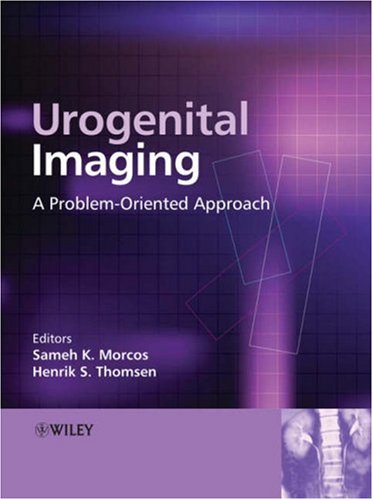 Urogenital
Imaging
A Problem-Oriented Approach
Editors
Sameh K. Morcos
Henrik S. Thomsen
WILEY